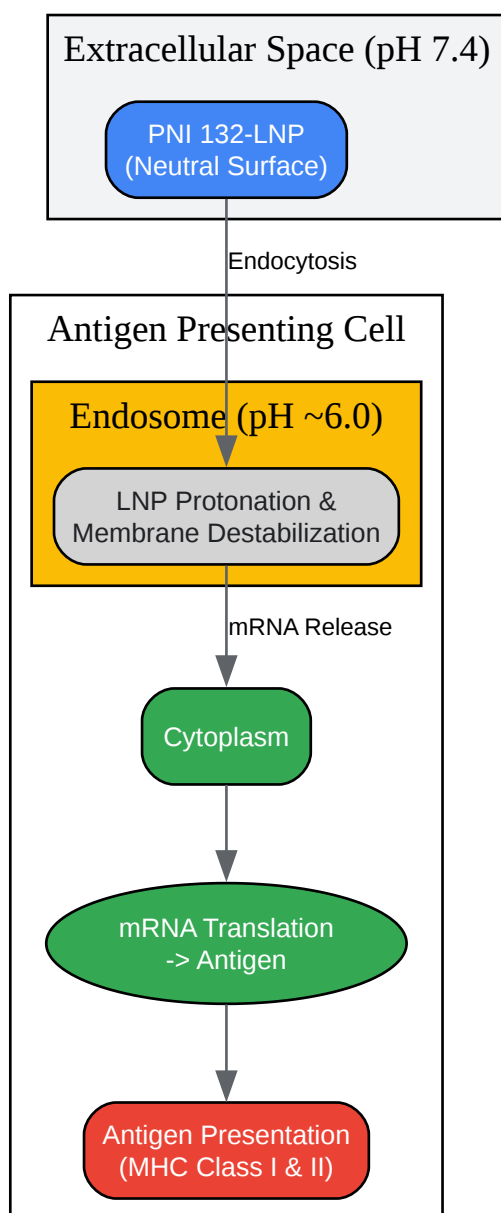 Extracellular Space (pH 7.4)
PNI 132-LNP
(Neutral Surface)
Endocytosis
Antigen Presenting Cell
Endosome (pH ~6.0)
LNP Protonation &
Membrane Destabilization
mRNA Release
Cytoplasm
mRNA Translation
-> Antigen
Antigen Presentation
(MHC Class I & II)